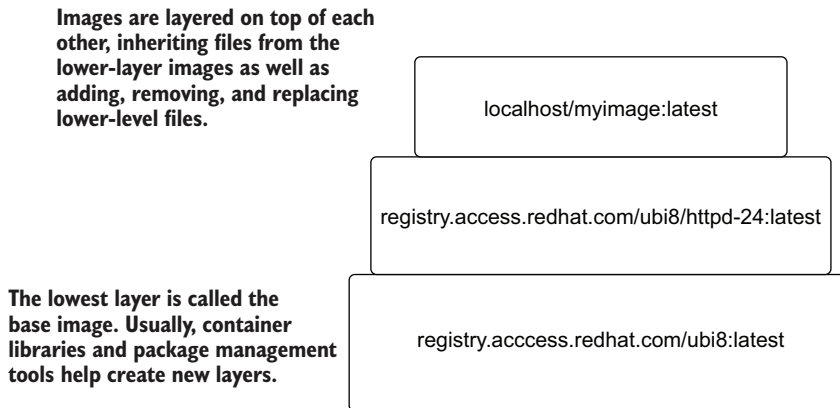 Images are layered on top of each
other, inheriting files from the
lower-layer images as well as
adding, removing, and replacing
lower-level files.
localhost/myimage:latest
registry.access.redhat.com/ubi8/httpd-24:latest
The lowest layer is called the
base image. Usually, container
libraries and package management
tools help create new layers.
registry.acccess.redhat.com/ubi8:latest